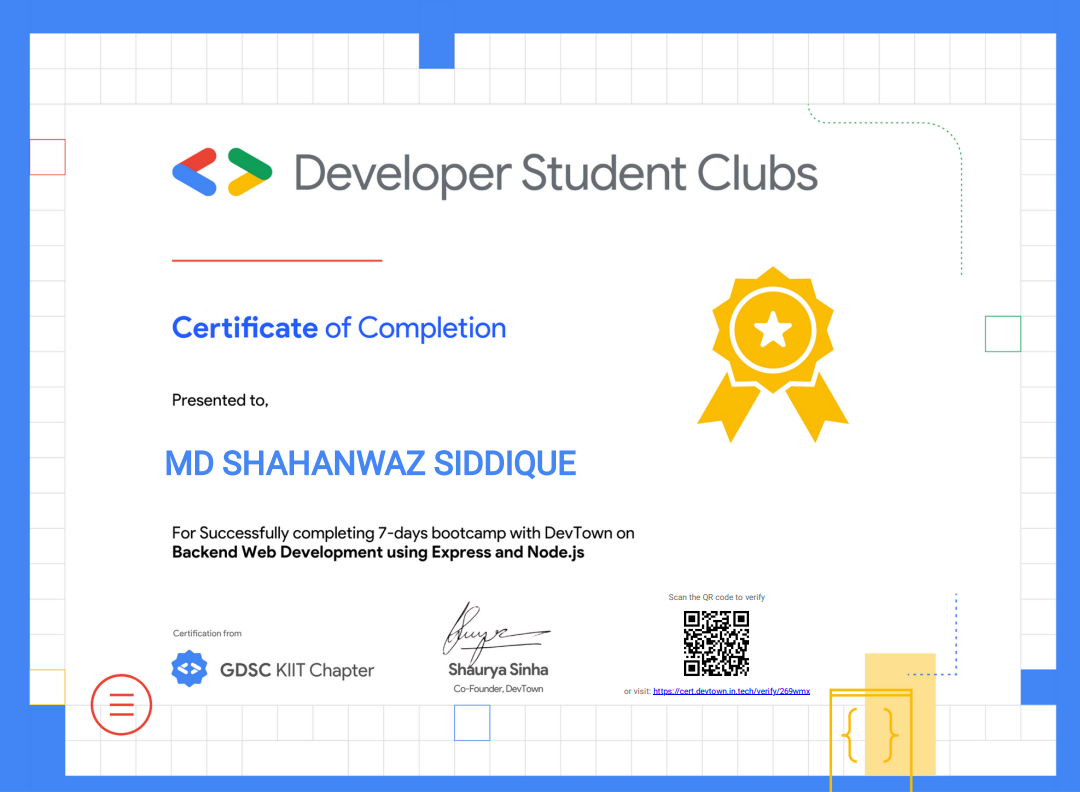 Developer Student Clubs
Certificate of Completion
Presented to,
MD SHAHANWAZ SIDDIQUE
For Successfully completing 7-days bootcamp with DevTown on
Backend Web Development using Express and Node.js
Certification from
GDSC KIIT Chapter
Shaurya Sinha
Co-Founder, DevTown
Scan the QR code to verify
or visit: https://cert.devtown.in.tech/verify/269wmx
{ }